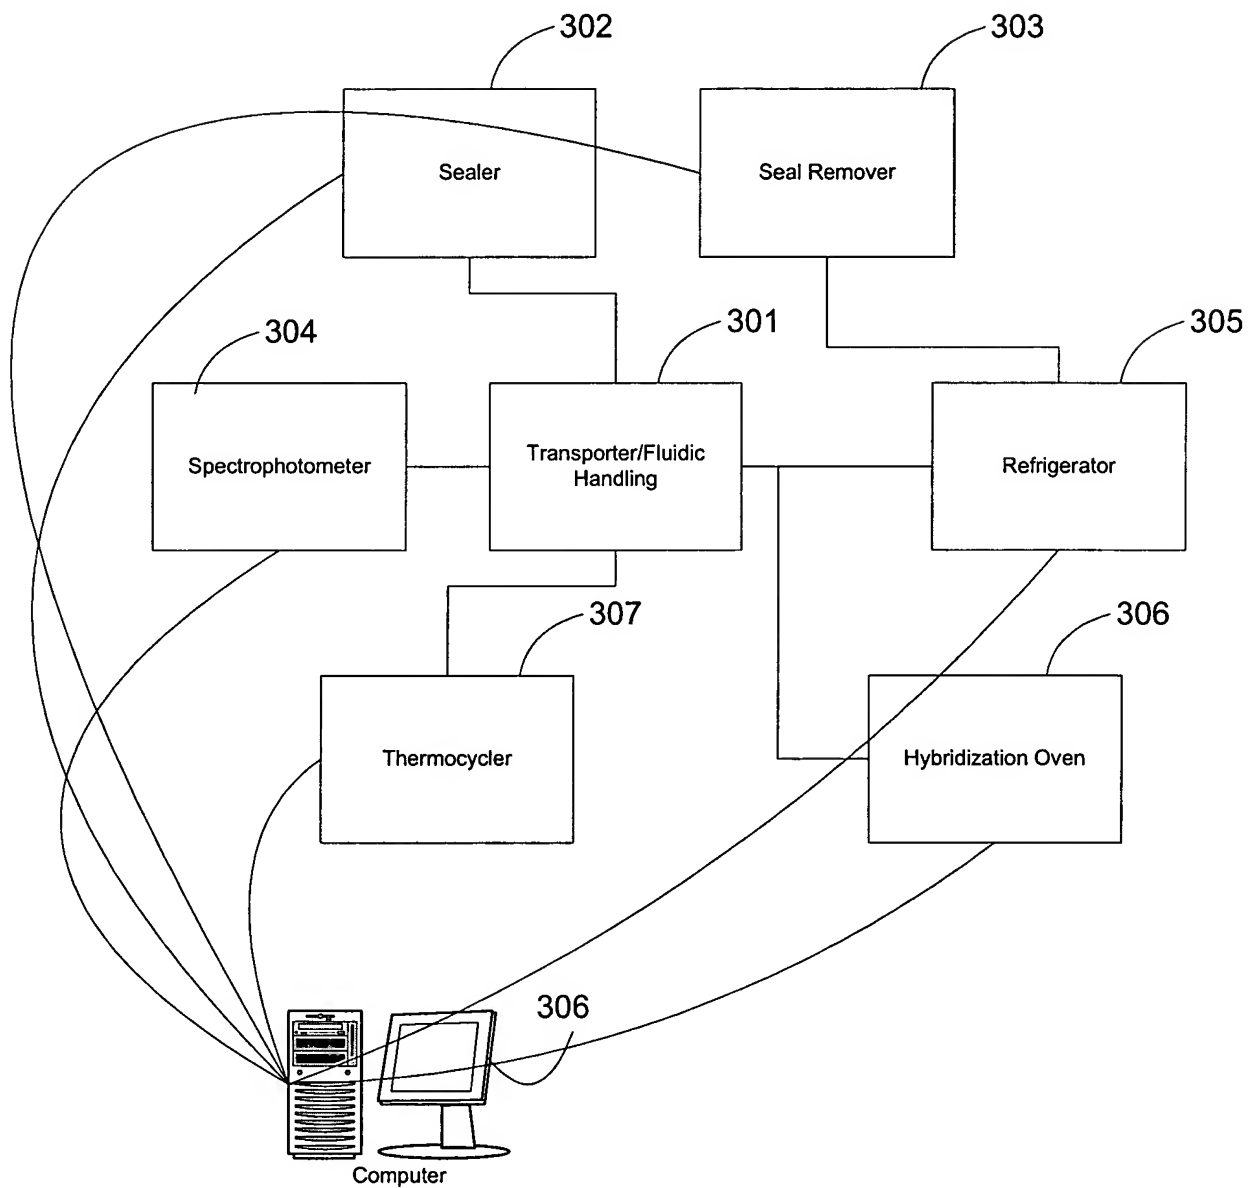 302
303
Sealer
Seal Remover
304
301
305
Spectrophotometer
Transporter/Fluidic
Handling
Refrigerator
307
306
Thermocycler
Hybridization Oven
306
Computer